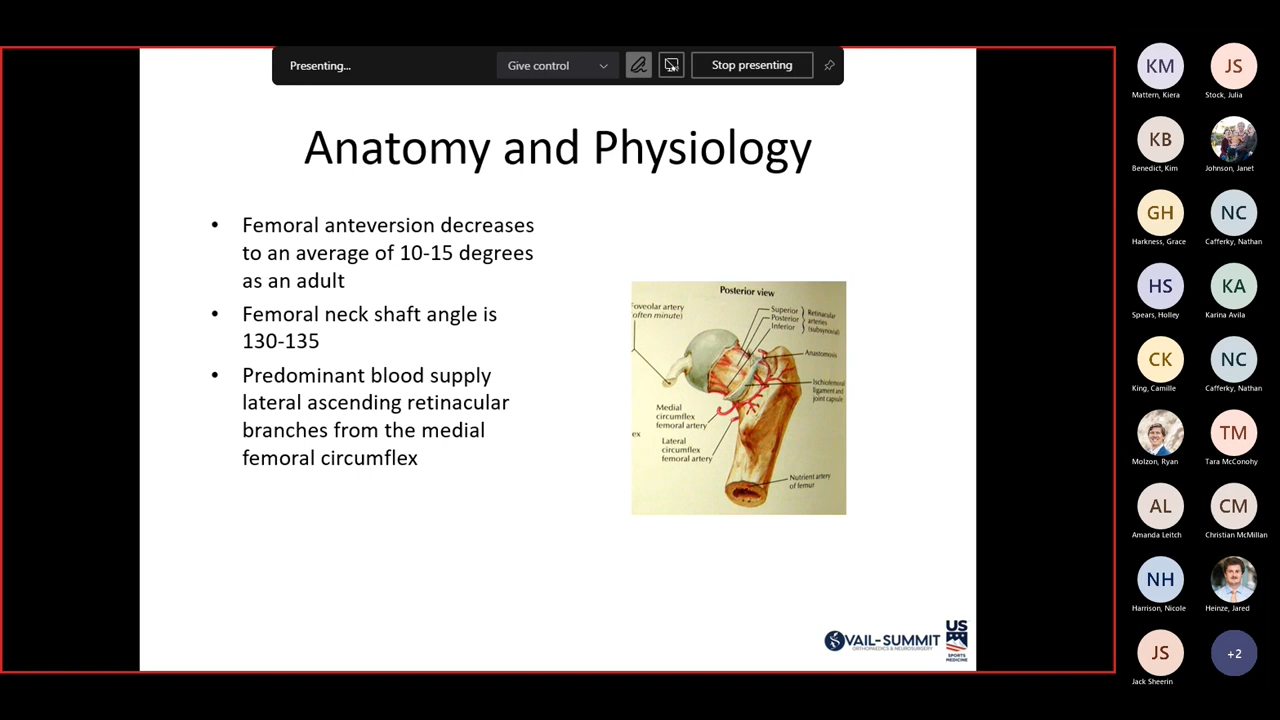 Presenting...
Give control
Stop presenting
Anatomy and Physiology
• Femoral anteversion decreases
to an average of 10-15 degrees
as an adult
• Femoral neck shaft angle is
130-135
• Predominant blood supply
lateral ascending retinacular
branches from the medial
femoral circumflex
Posterior view
Foveolar artery
(often minute)
Superior
Posterior
Inferior
Retinacular
arteries
(subsynovial)
Anastomosis
Ischiofemoral
ligament and
joint capsule
Medial
circumflex
femoral artery
ex
Lateral
circumflex
femoral artery
Nutrient artery
of femur
VAIL-SUMMIT
ORTHOPAEDICS & NEUROSURGERY
US
SPORTS
MEDICINE
KM
Mattern, Kiera
JS
Stock, Julia
KB
Benedict, Kim
Johnson, Janet
GH
Harkness, Grace
NC
Cafferky, Nathan
HS
Spears, Holley
KA
Karina Avila
CK
King, Camille
NC
Cafferky, Nathan
Molzon, Ryan
TM
Tara McConohy
AL
Amanda Leitch
CM
Christian McMillan
NH
Harrison, Nicole
Heinze, Jared
JS
Jack Sheerin
+2